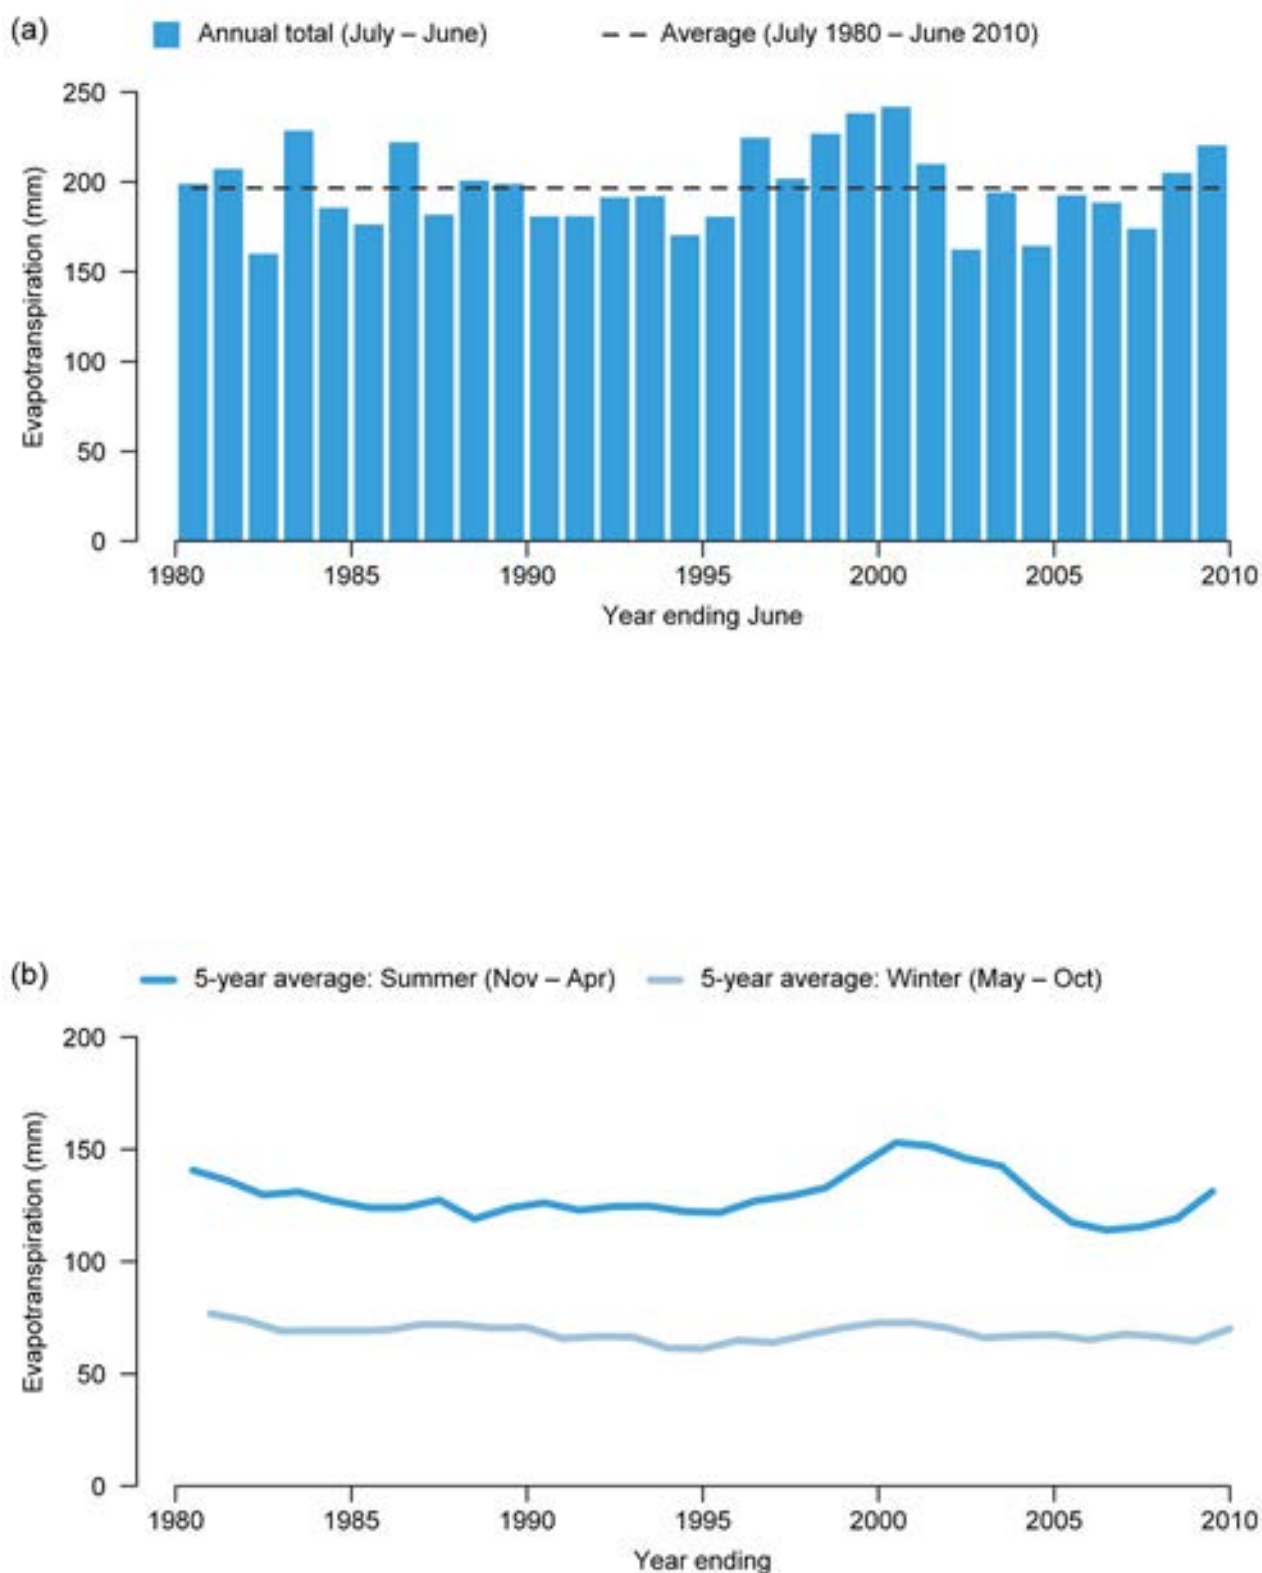 (a)
Annual total (July – June) Average (July 1980 – June 2010)
250
200
150
100
50
0
Evapotranspiration (mm)
1980 1985 1990 1995 2000 2005 2010
Year ending June
(b)
5-year average: Summer (Nov – Apr) 5-year average: Winter (May – Oct)
200
150
100
50
0
Evapotranspiration (mm)
1980 1985 1990 1995 2000 2005 2010
Year ending